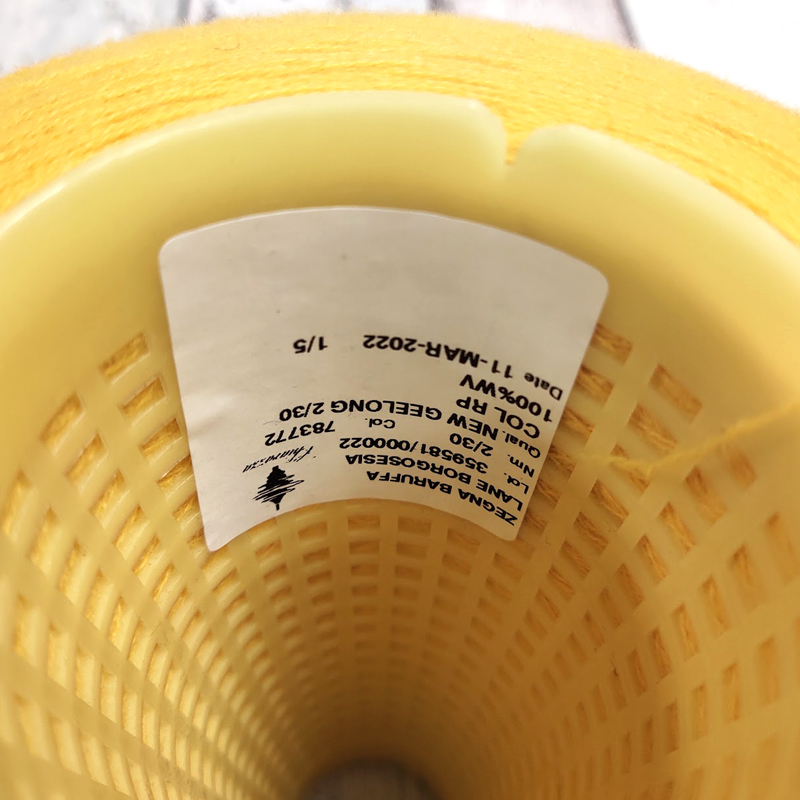 ZEGNA BARUFFA
LANE BORGOSESIA
Chiavazza
Lot. 359581/000022
Nm. 2/30 Col. 783772
Qual. NEW GEELONG 2/30
COL RP
100%WV
Date 11-MAR-2022 1/5